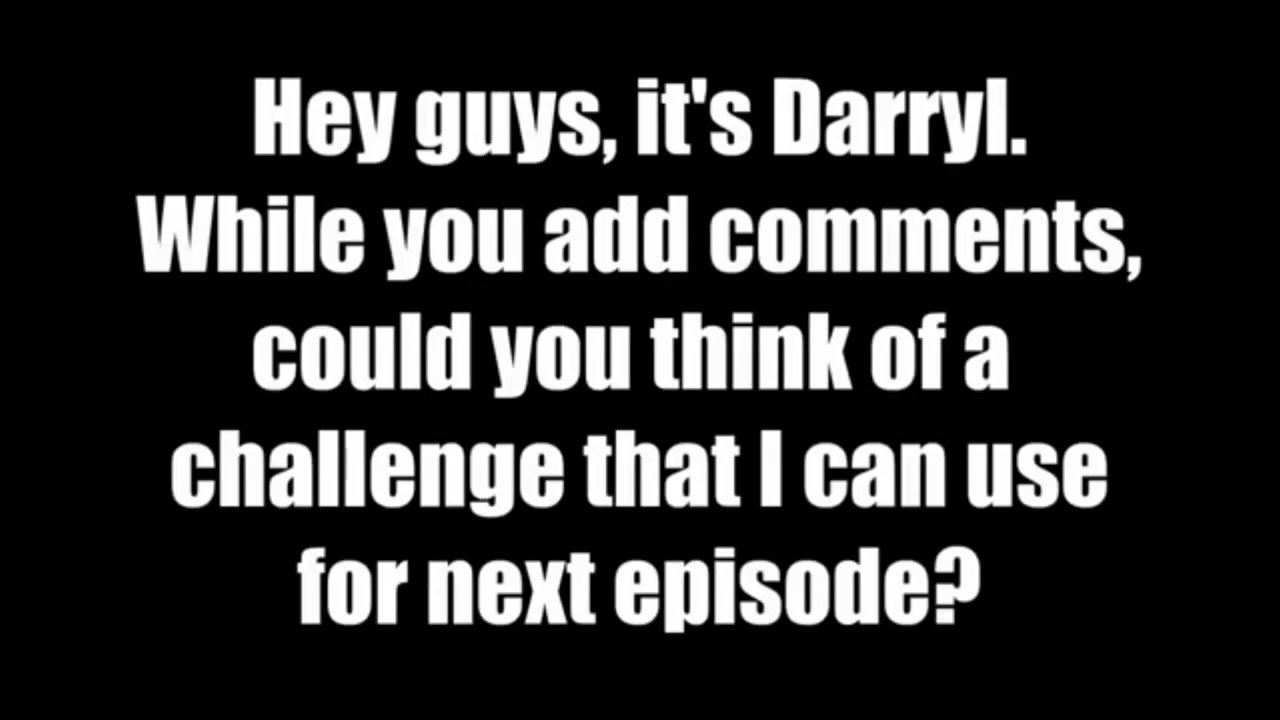 Hey guys, it's Darryl.
While you add comments,
could you think of a
challenge that I can use
for next episode?